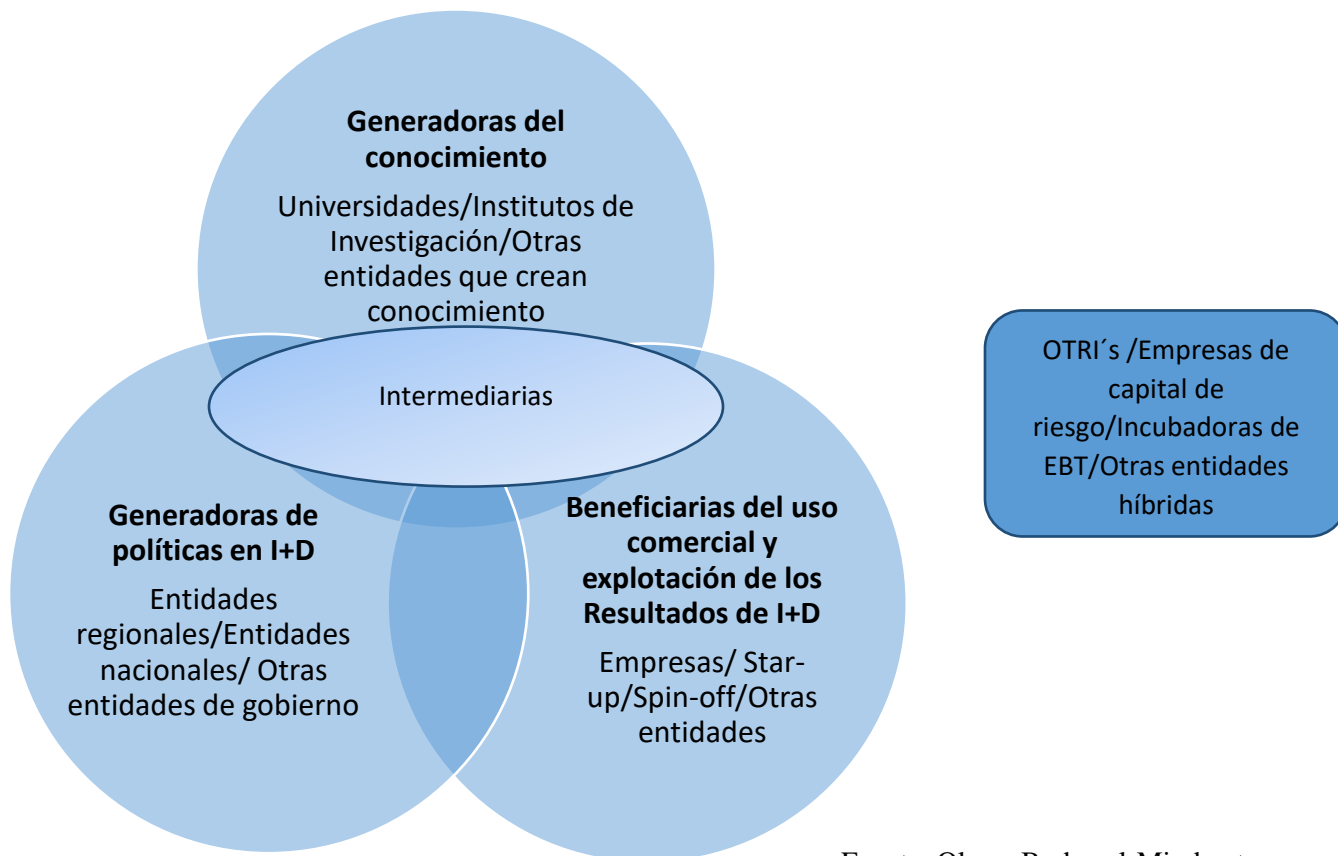 Generadoras del
conocimiento
Universidades/Institutos de
Investigación/Otras
entidades que crean
conocimiento
Intermediarias
Generadoras de
políticas en I+D
Entidades
regionales/Entidades
nacionales/ Otras
entidades de gobierno
Beneficiarias del uso
comercial y
explotación de los
Resultados de I+D
Empresas/ Star-
up/Spin-off/Otras
entidades
OTRI´s /Empresas de
capital de
riesgo/Incubadoras de
EBT/Otras entidades
híbridas